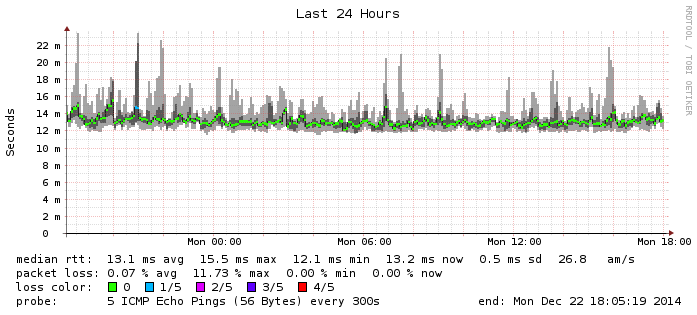 Last 24 Hours
RRDTOOL / TOBI OETIKER
Seconds
22 m
20 m
18 m
16 m
14 m
12 m
10 m
8 m
6 m
4 m
2 m
0
Mon 00:00 Mon 06:00 Mon 12:00 Mon 18:00
median rtt: 13.1 ms avg 15.5 ms max 12.1 ms min 13.2 ms now 0.5 ms sd 26.8 am/s
packet loss: 0.07 % avg 11.73 % max 0.00 % min 0.00 % now
loss color: 0 1/5 2/5 3/5 4/5
probe: 5 ICMP Echo Pings (56 Bytes) every 300s end: Mon Dec 22 18:05:19 2014